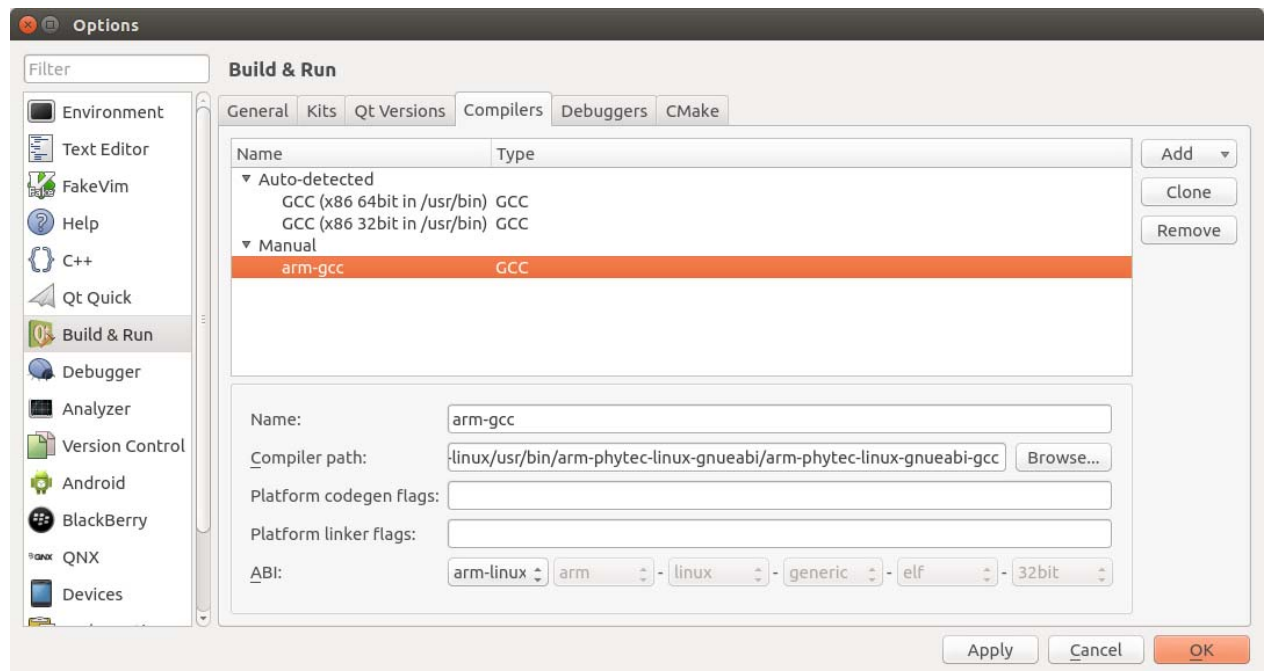 Options
Filter
Environment
Text Editor
FakeVim
Help
C++
Qt Quick
Build & Run
Debugger
Analyzer
Version Control
Android
BlackBerry
QNX
Devices
Build & Run
General Kits Qt Versions Compilers Debuggers CMake
Name Type
Auto-detected
GCC (x86 64bit in /usr/bin) GCC
GCC (x86 32bit in /usr/bin) GCC
Manual
arm-gcc GCC
Add
Clone
Remove
Name: arm-gcc
Compiler path: -linux/usr/bin/arm-phytec-linux-gnueabi/arm-phytec-linux-gnueabi-gcc Browse...
Platform codegen flags:
Platform linker flags:
ABI: arm-linux arm - linux - generic - elf - 32bit
Apply Cancel OK